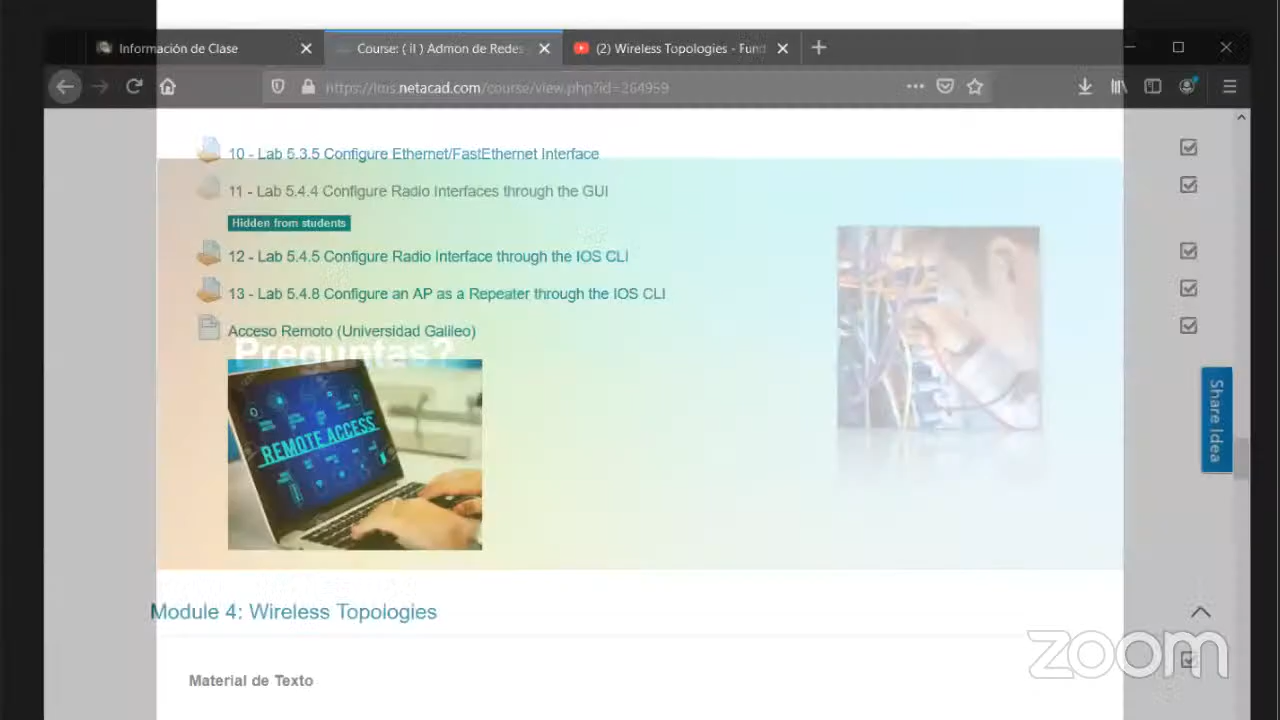 Información de Clase
Course: ( II ) Admon de Redes
(2) Wireless Topologies - Fund
https://lms.netacad.com/course/view.php?id=264959
10 - Lab 5.3.5 Configure Ethernet/FastEthernet Interface
11 - Lab 5.4.4 Configure Radio Interfaces through the GUI
Hidden from students
12 - Lab 5.4.5 Configure Radio Interface through the IOS CLI
13 - Lab 5.4.8 Configure an AP as a Repeater through the IOS CLI
Acceso Remoto (Universidad Galileo)
Preguntas?
REMOTE ACCESS
Share Idea
Module 4: Wireless Topologies
Material de Texto
zoom